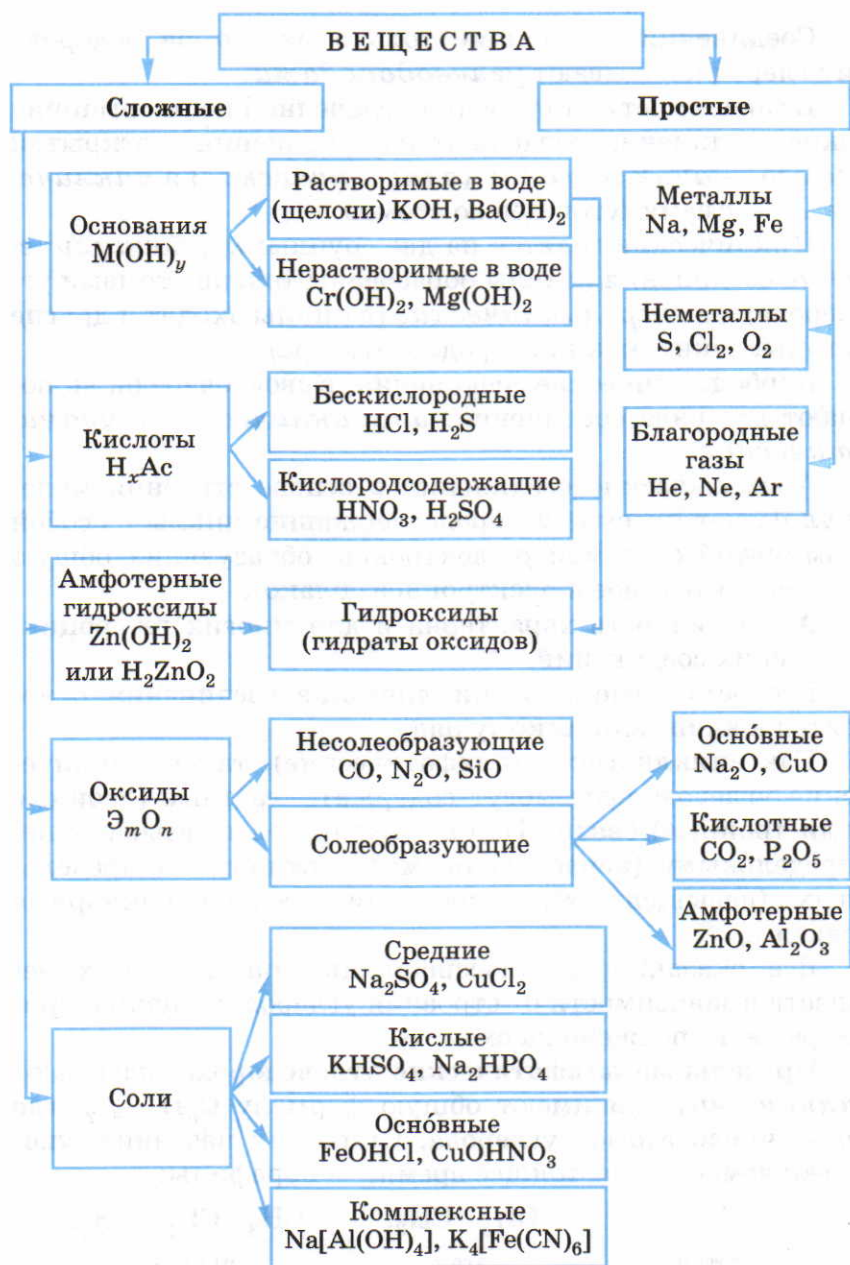 ВЕЩЕСТВА
Сложные
Простые
Основания
M(OH)y
Растворимые в воде
(щелочи) KOH, Ba(OH)₂
Нерастворимые в воде
Cr(OH)₂, Mg(OH)₂
Металлы
Na, Mg, Fe
Неметаллы
S, Cl₂, O₂
Благородные
газы
He, Ne, Ar
Кислоты
HₓAc
Бескислородные
HCl, H₂S
Кислородсодержащие
HNO₃, H₂SO₄
Амфотерные
гидроксиды
Zn(OH)₂
или H₂ZnO₂
Гидроксиды
(гидраты оксидов)
Оксиды
ЭmOn
Несолеобразующие
CO, N₂O, SiO
Солеобразующие
Оснóвные
Na₂O, CuO
Кислотные
CO₂, P₂O₅
Амфотерные
ZnO, Al₂O₃
Соли
Средние
Na₂SO₄, CuCl₂
Кислые
KHSO₄, Na₂HPO₄
Оснóвные
FeOHCl, CuOHNO₃
Комплексные
Na[Al(OH)₄], K₄[Fe(CN)₆]